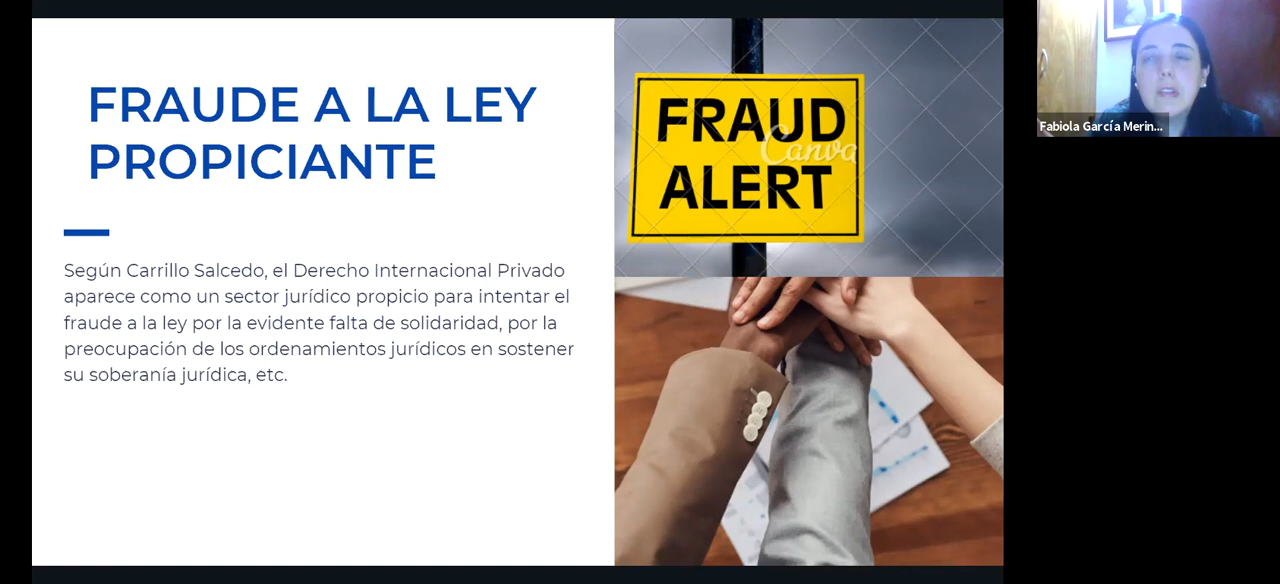 FRAUDE A LA LEY
PROPICIANTE
Según Carrillo Salcedo, el Derecho Internacional Privado
aparece como un sector jurídico propicio para intentar el
fraude a la ley por la evidente falta de solidaridad, por la
preocupación de los ordenamientos jurídicos en sostener
su soberanía jurídica, etc.
FRAUD
ALERT
Canva
Fabiola García Merin...